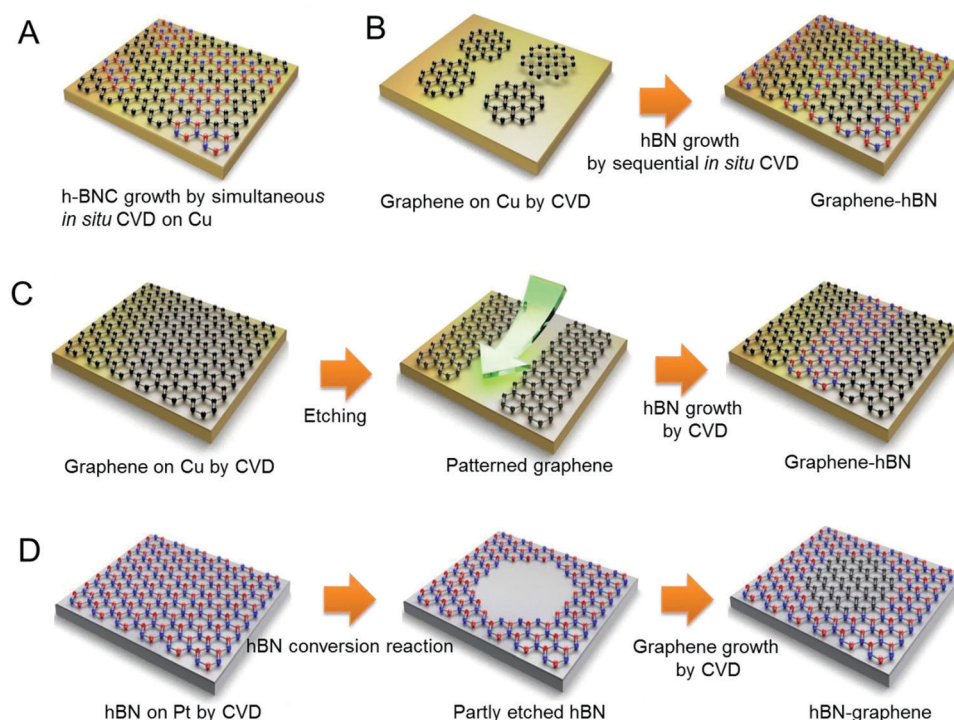 A
h-BNC growth by simultaneous
in situ CVD on Cu
B
Graphene on Cu by CVD
hBN growth
by sequential in situ CVD
Graphene-hBN
C
Graphene on Cu by CVD
Etching
Patterned graphene
hBN growth
by CVD
Graphene-hBN
D
hBN on Pt by CVD
hBN conversion reaction
Partly etched hBN
Graphene growth
by CVD
hBN-graphene